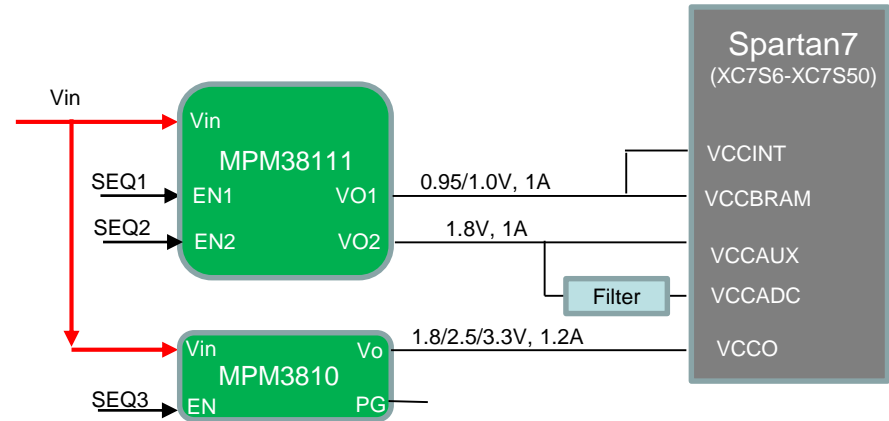 Spartan7
(XC7S6-XC7S50)
Vin
Vin
MPM38111
VCCINT
SEQ1
EN1
VO1
0.95/1.0V, 1A
VCCBRAM
SEQ2
EN2
VO2
1.8V, 1A
VCCAUX
Filter
VCCADC
Vin
Vo
1.8/2.5/3.3V, 1.2A
VCCO
MPM3810
SEQ3
EN
PG